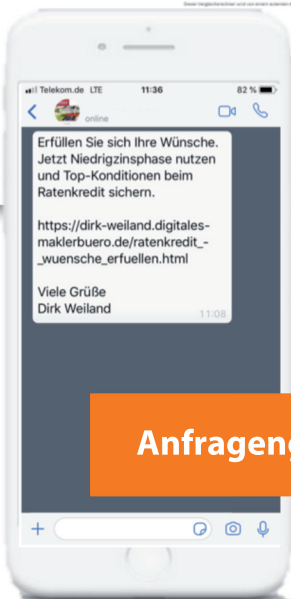 Telekom.de LTE 11:36 82 %
online
Erfüllen Sie sich Ihre Wünsche.
Jetzt Niedrigzinsphase nutzen
und Top-Konditionen beim
Ratenkredit sichern.
https://dirk-weiland.digitales-
maklerbuero.de/ratenkredit_-
_wuensche_erfuellen.html
Viele Grüße
Dirk Weiland
11:08